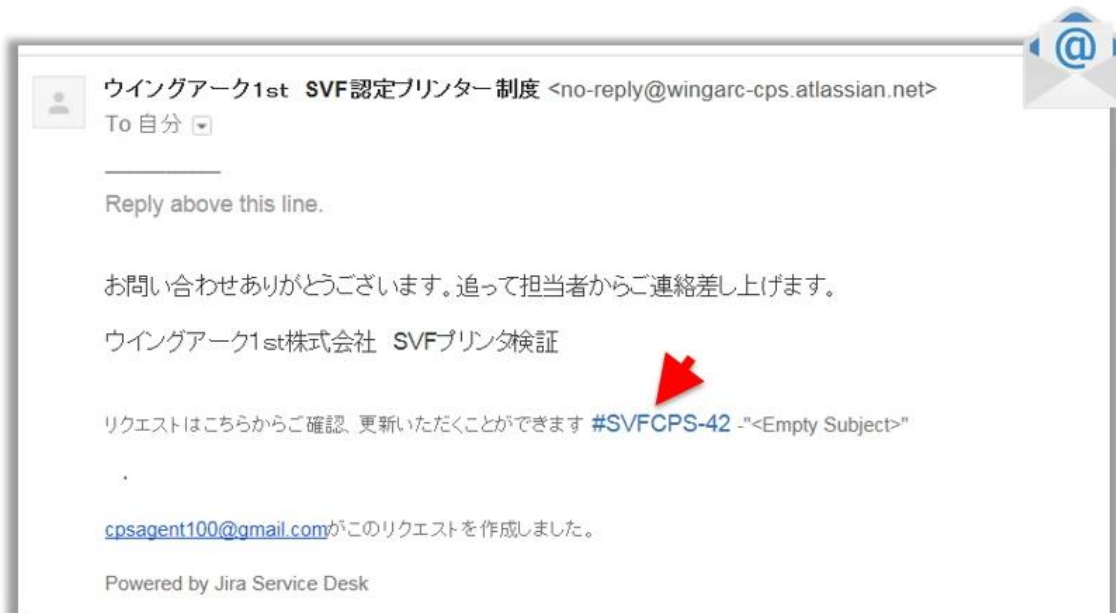 ウイングアーク1st SVF認定プリンター制度 <no-reply@wingarc-cps.atlassian.net>
To 自分
Reply above this line.
お問い合わせありがとうございます。追って担当者からご連絡差し上げます。
ウイングアーク1st株式会社 SVFプリンタ検証
リクエストはこちらからご確認、更新いただくことができます #SVFCPS-42 -"<Empty Subject>"
.
cpsagent100@gmail.comがこのリクエストを作成しました。
Powered by Jira Service Desk